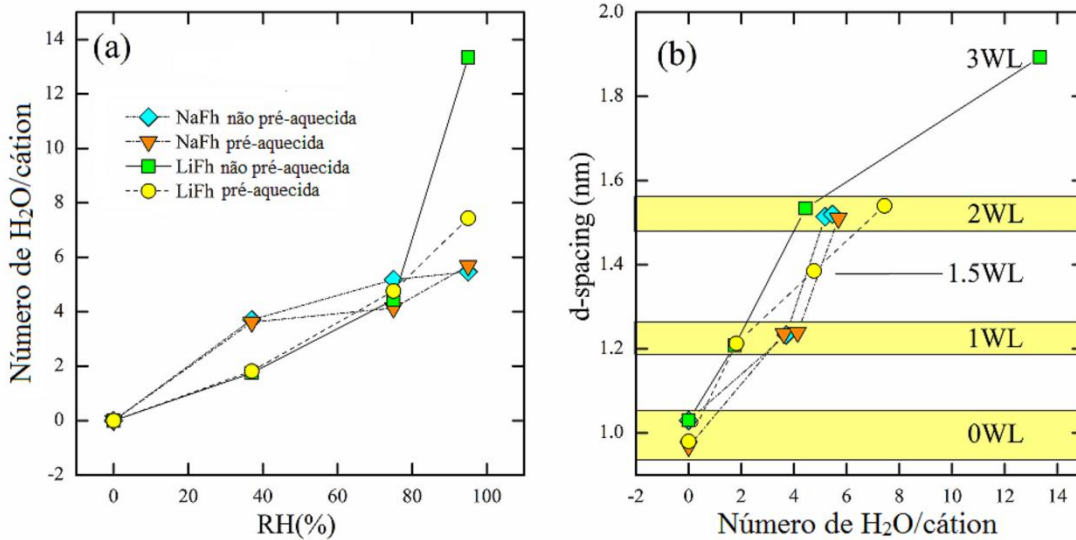 (a)
14
12
10
8
6
4
2
0
-2
Número de H₂O/cátion
NaFh não pré-aquecida
NaFh pré-aquecida
LiFh não pré-aquecida
LiFh pré-aquecida
0 20 40 60 80 100
RH(%)
(b)
2.0
1.8
1.6
1.4
1.2
1.0
d-spacing (nm)
3WL
2WL
1.5WL
1WL
0WL
-2 0 2 4 6 8 10 12 14
Número de H₂O/cátion